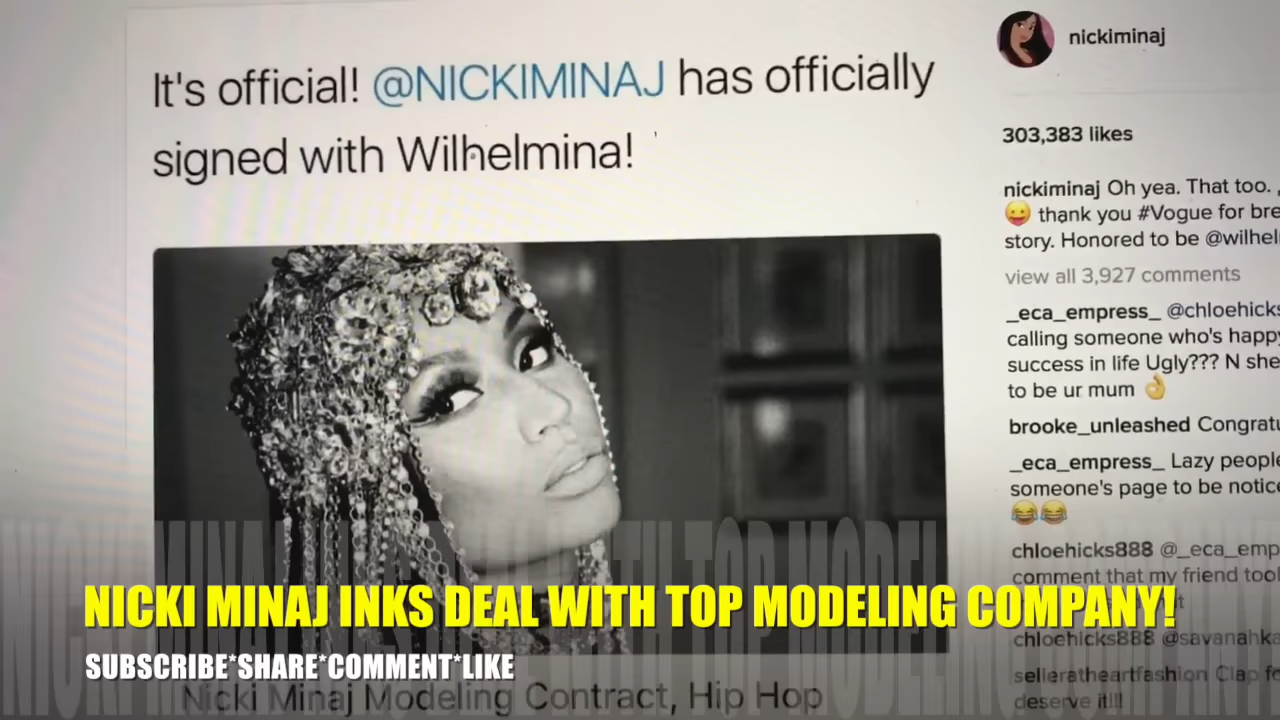 It's official! @NICKIMINAJ has officially
signed with Wilhelmina!
nickiminaj
303,383 likes
nickiminaj Oh yea. That too.
😛 thank you #Vogue for bre
story. Honored to be @wilhel
view all 3,927 comments
_eca_empress_ @chloehicks
calling someone who's happy
success in life Ugly??? N she
to be ur mum 👌
brooke_unleashed Congratu
_eca_empress_ Lazy people
someone's page to be notice
😂😂
chloehicks888 @_eca_emp
comment that my friend took
chloehicks888 @savanahka
selleratheartfashion Clap fo
deserve it!!!
NICKI MINAJ INKS DEAL WITH TOP MODELING COMPANY!
SUBSCRIBE*SHARE*COMMENT*LIKE
Nicki Minaj Modeling Contract, Hip Hop